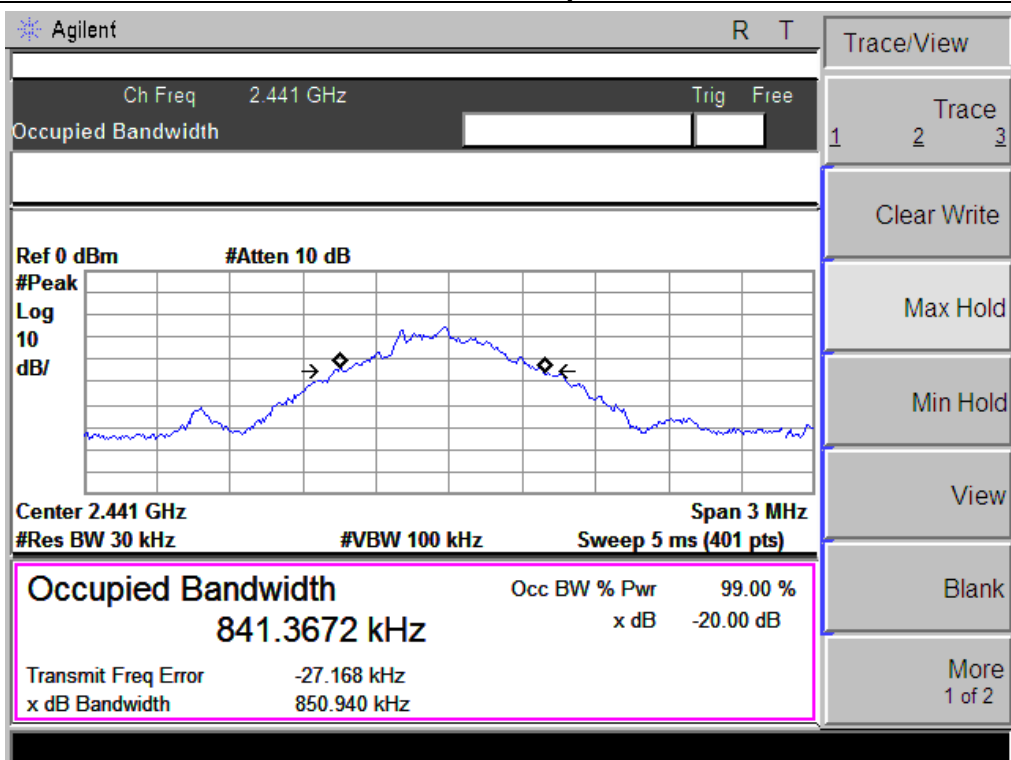 Agilent R T
Ch Freq 2.441 GHz Trig Free
Occupied Bandwidth
Ref 0 dBm #Atten 10 dB
#Peak
Log
10
dB/
Center 2.441 GHz Span 3 MHz
#Res BW 30 kHz #VBW 100 kHz Sweep 5 ms (401 pts)
Occupied Bandwidth Occ BW % Pwr 99.00 %
841.3672 kHz x dB -20.00 dB
Transmit Freq Error -27.168 kHz
x dB Bandwidth 850.940 kHz
Trace/View
Trace
1 2 3
Clear Write
Max Hold
Min Hold
View
Blank
More
1 of 2